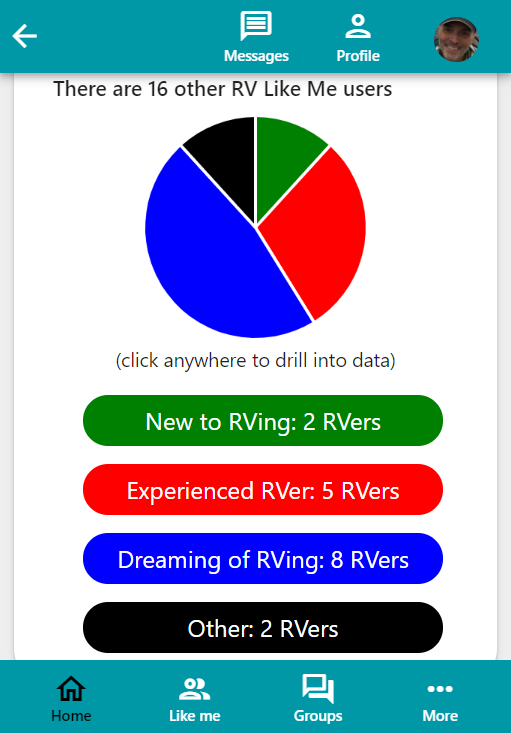 Messages
Profile
There are 16 other RV Like Me users
(click anywhere to drill into data)
New to RVing: 2 RVers
Experienced RVer: 5 RVers
Dreaming of RVing: 8 RVers
Other: 2 RVers
Home
Like me
Groups
More